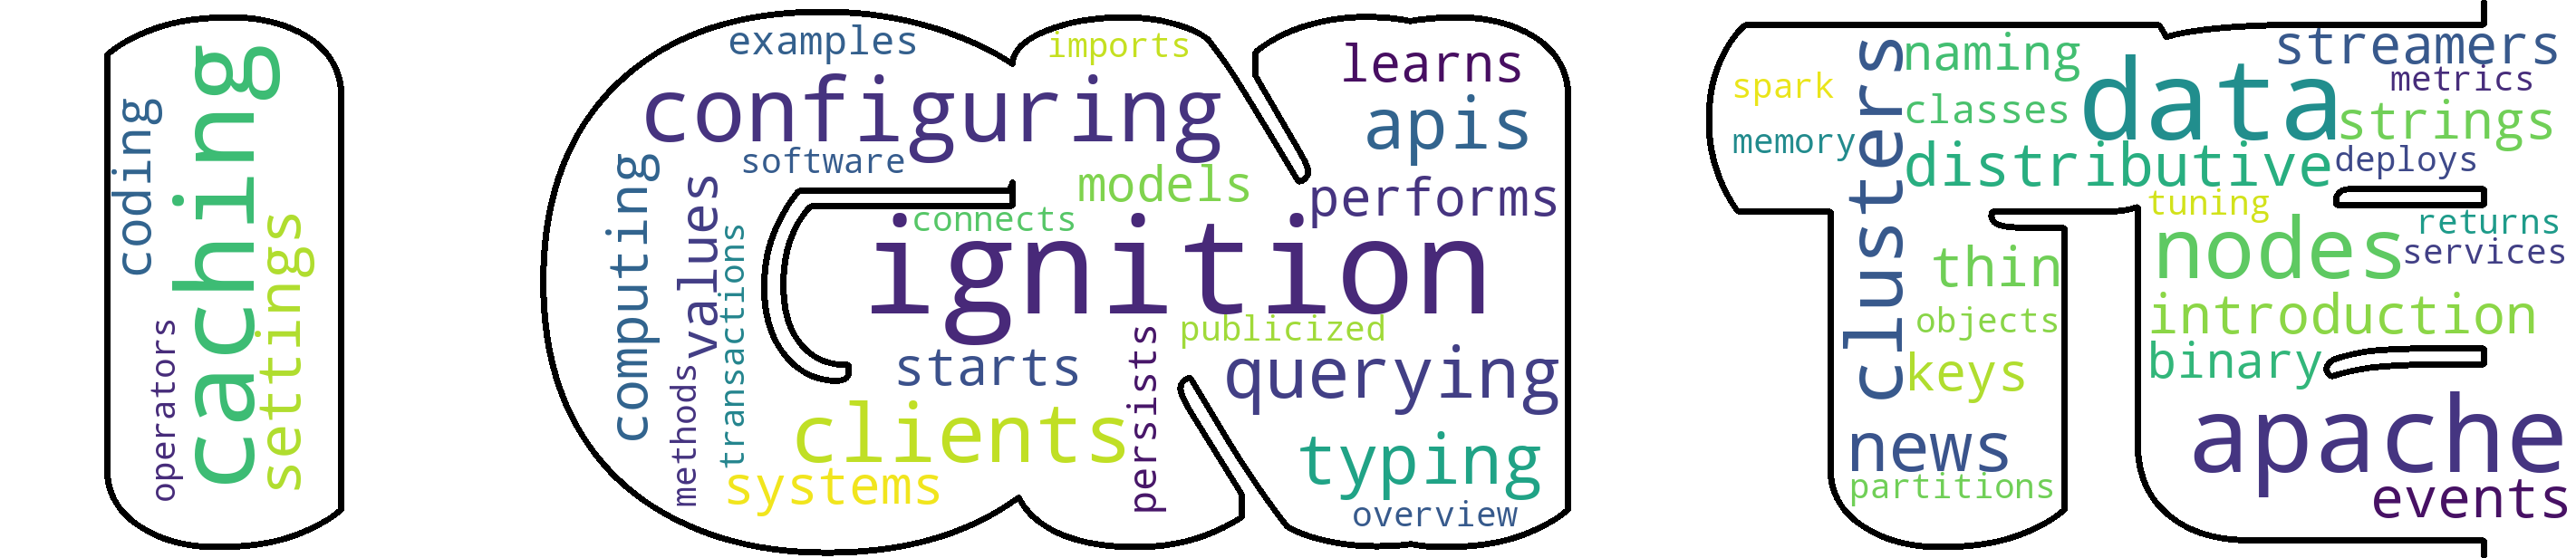 coding
caching
settings
operators
examples
imports
configuring
software
computing
values
transactions
methods
connects
models
ignition
learns
apis
performs
publicized
starts
persists
querying
clients
systems
typing
overview
spark
memory
clusters
naming
classes
data
distributive
streamers
metrics
strings
deploys
tuning
returns
services
nodes
thin
objects
keys
introduction
binary
news
partitions
apache
events